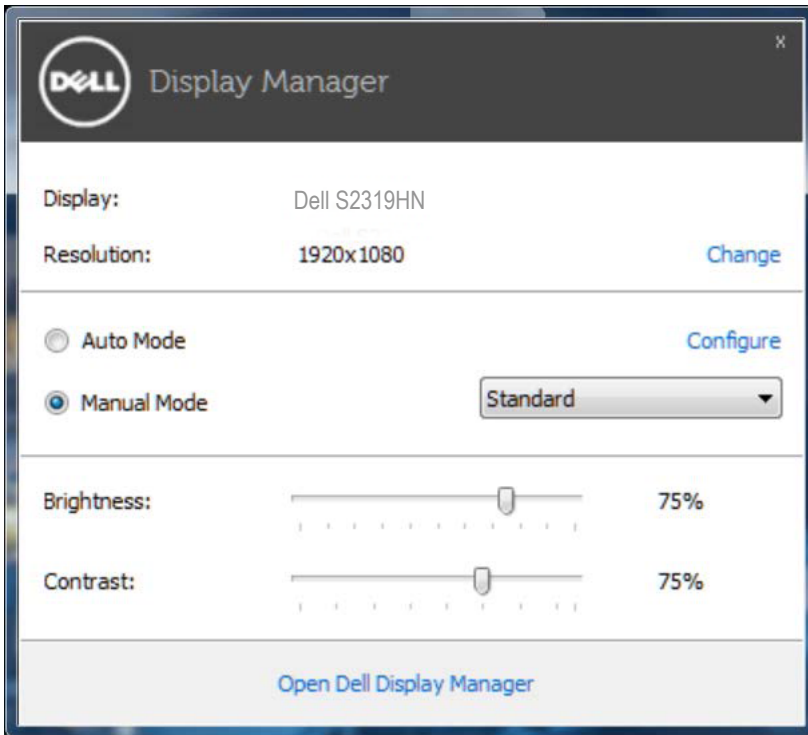 DELL Display Manager
x
Display: Dell S2319HN
Resolution: 1920x1080 Change
Auto Mode Configure
Manual Mode Standard
Brightness: 75%
Contrast: 75%
Open Dell Display Manager